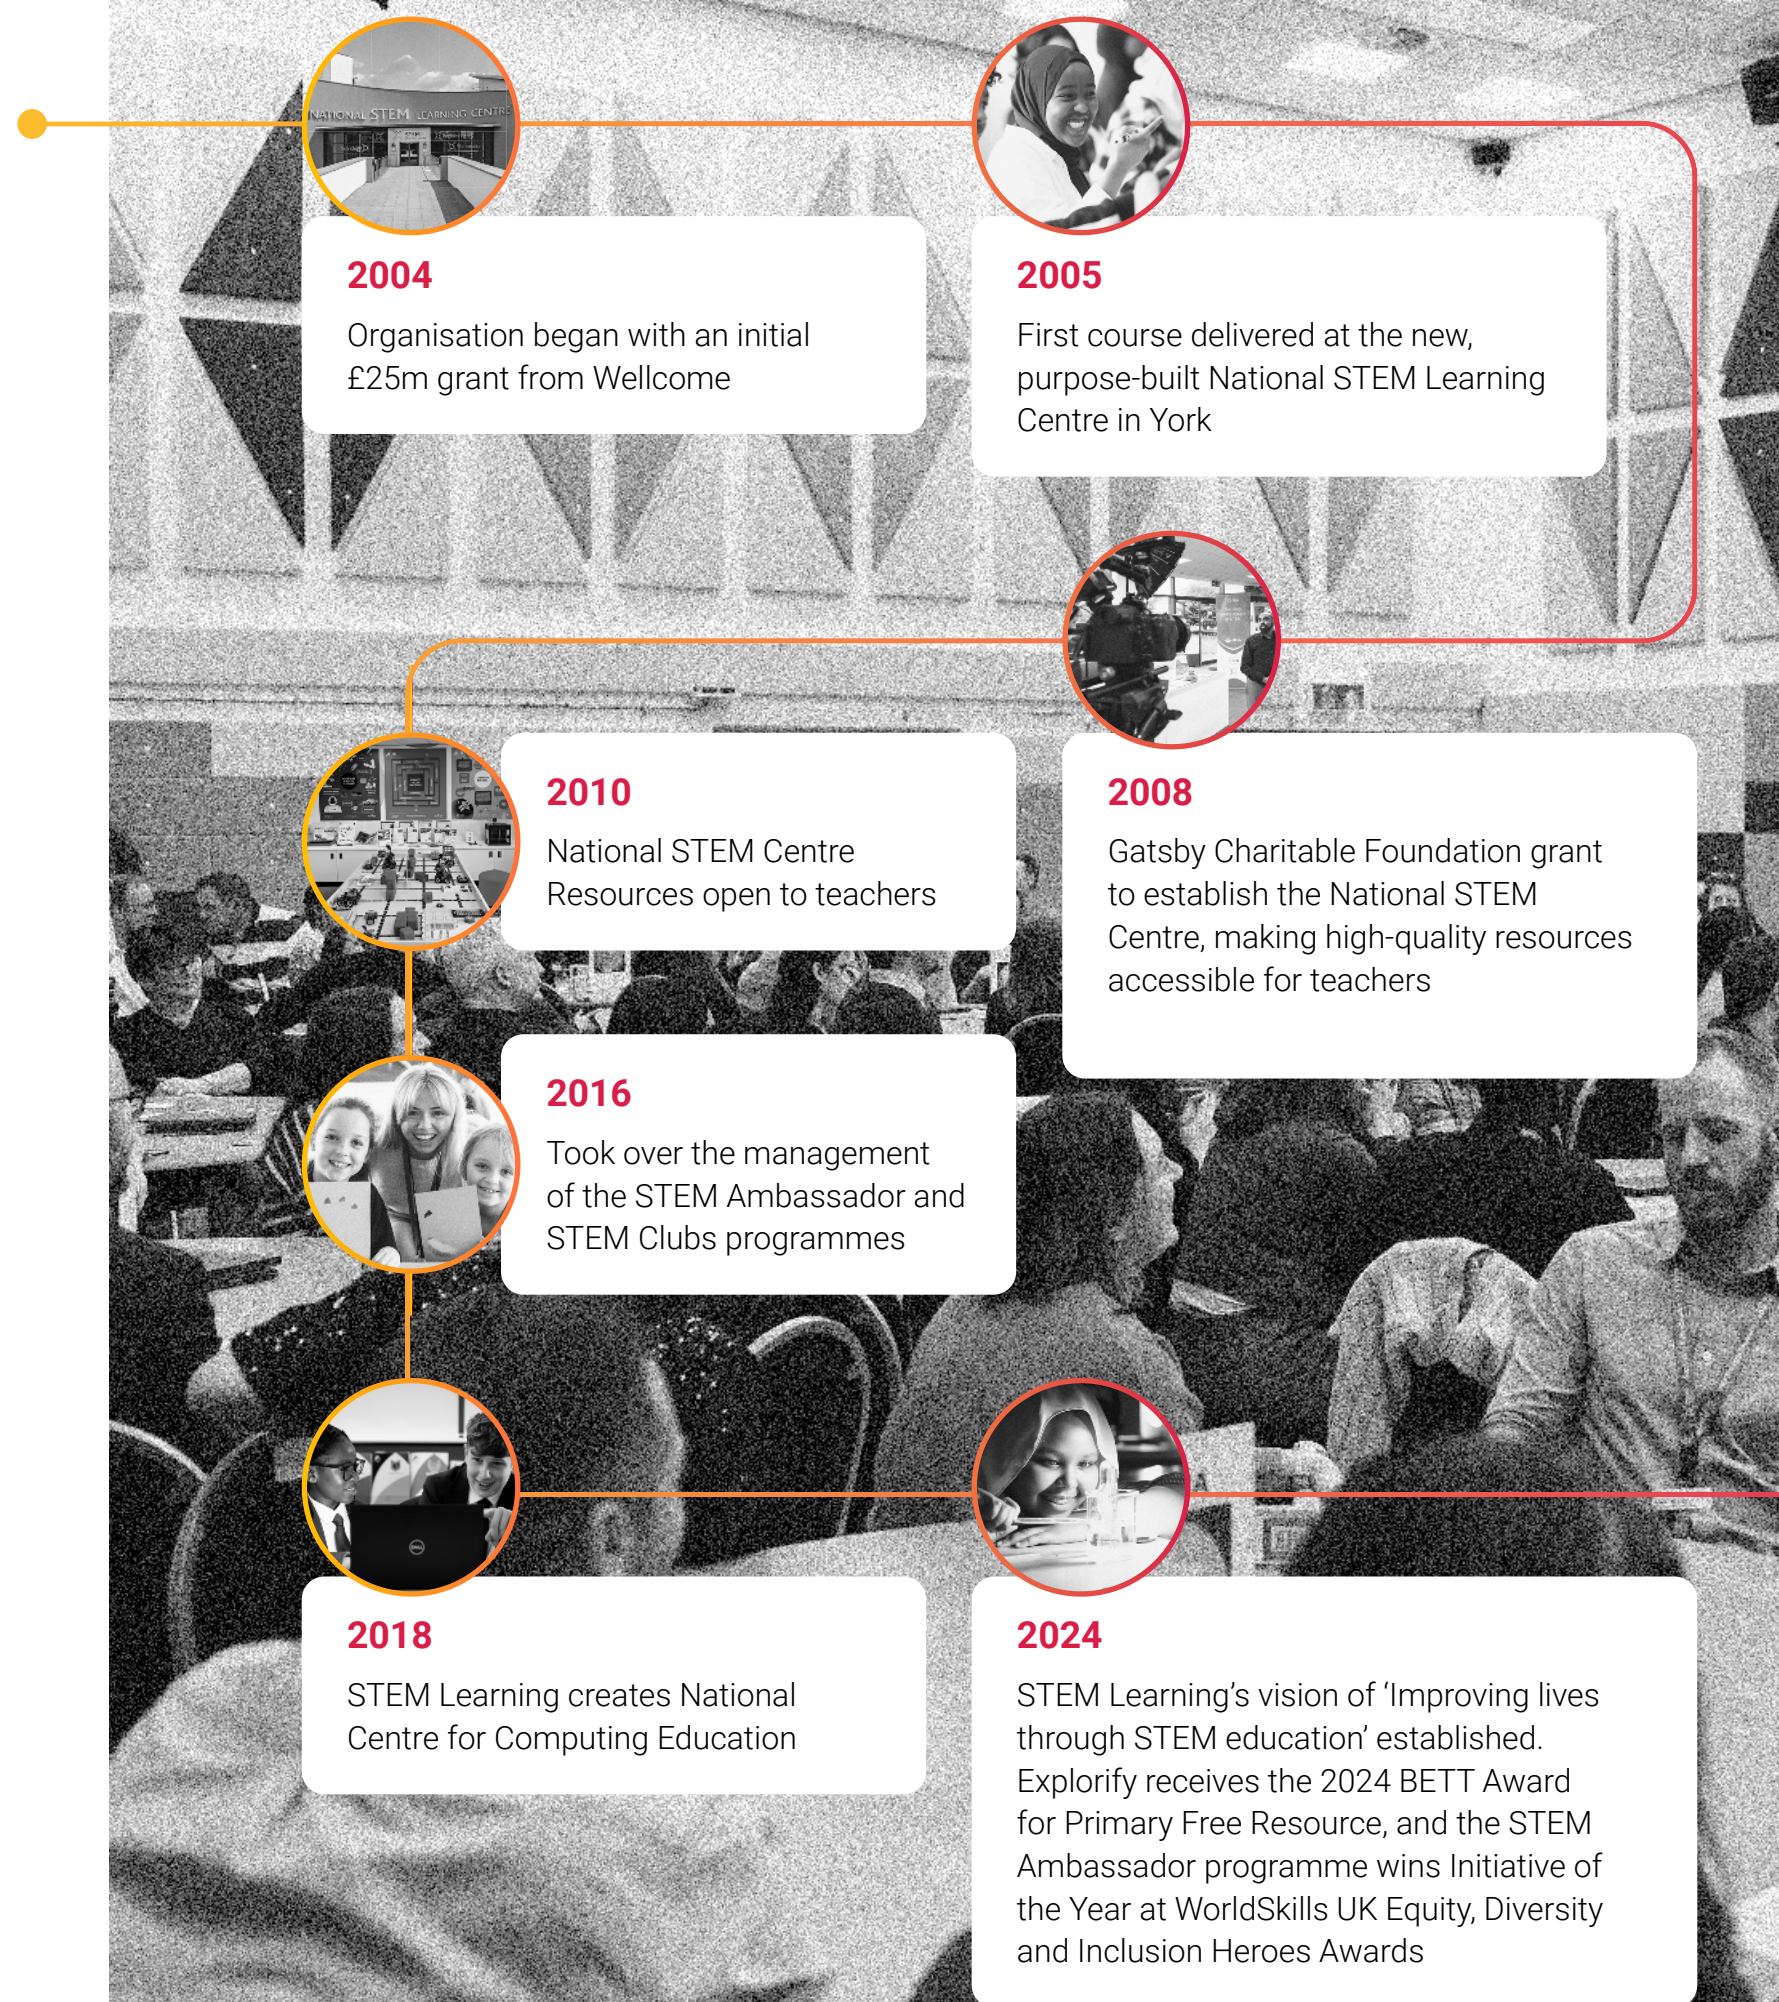 NATIONAL STEM LEARNING CENTRE
2004
Organisation began with an initial
£25m grant from Wellcome
2005
First course delivered at the new,
purpose-built National STEM Learning
Centre in York
2008
Gatsby Charitable Foundation grant
to establish the National STEM
Centre, making high-quality resources
accessible for teachers
2010
National STEM Centre
Resources open to teachers
2016
Took over the management
of the STEM Ambassador and
STEM Clubs programmes
2018
STEM Learning creates National
Centre for Computing Education
DELL
2024
STEM Learning’s vision of ‘Improving lives
through STEM education’ established.
Explorify receives the 2024 BETT Award
for Primary Free Resource, and the STEM
Ambassador programme wins Initiative of
the Year at WorldSkills UK Equity, Diversity
and Inclusion Heroes Awards